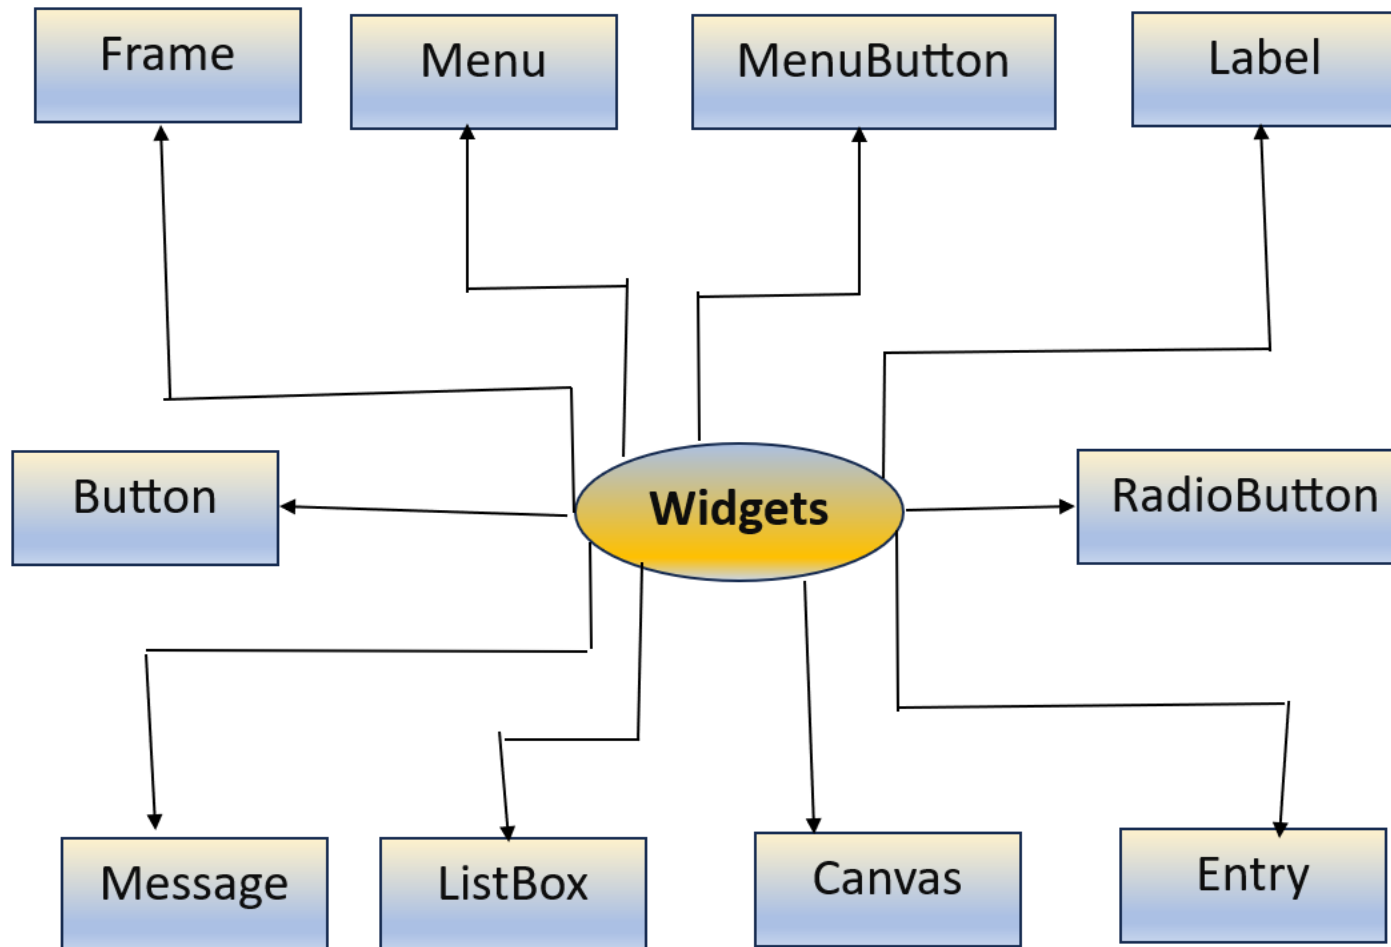 Frame
Menu
MenuButton
Label
Button
Widgets
RadioButton
Message
ListBox
Canvas
Entry